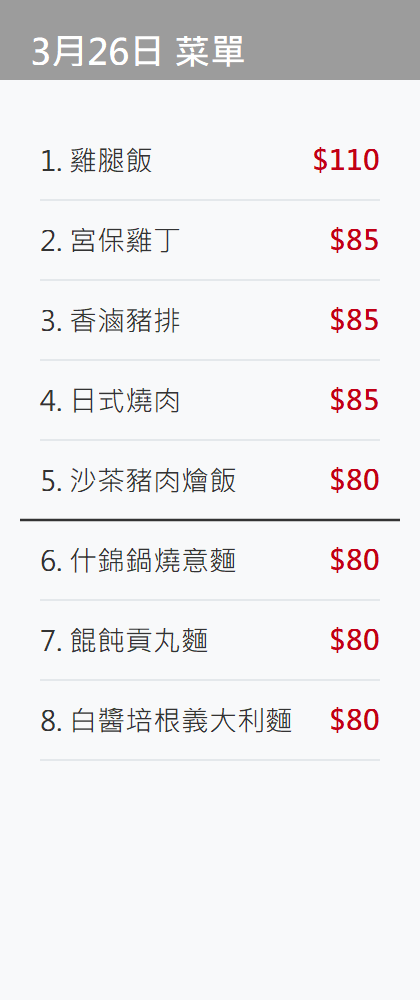 3月26日 菜單
1. 雞腿飯 $110
2. 宮保雞丁 $85
3. 香滷豬排 $85
4. 日式燒肉 $85
5. 沙茶豬肉燴飯 $80
6. 什錦鍋燒意麵 $80
7. 餛飩貢丸麵 $80
8. 白醬培根義大利麵 $80